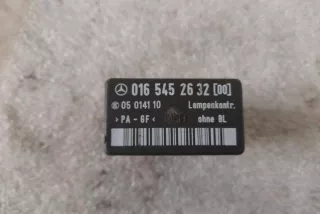 016 545 26 32 [00]
05 0141 10 Lampenkontr.
>PA-GF< ohne BL